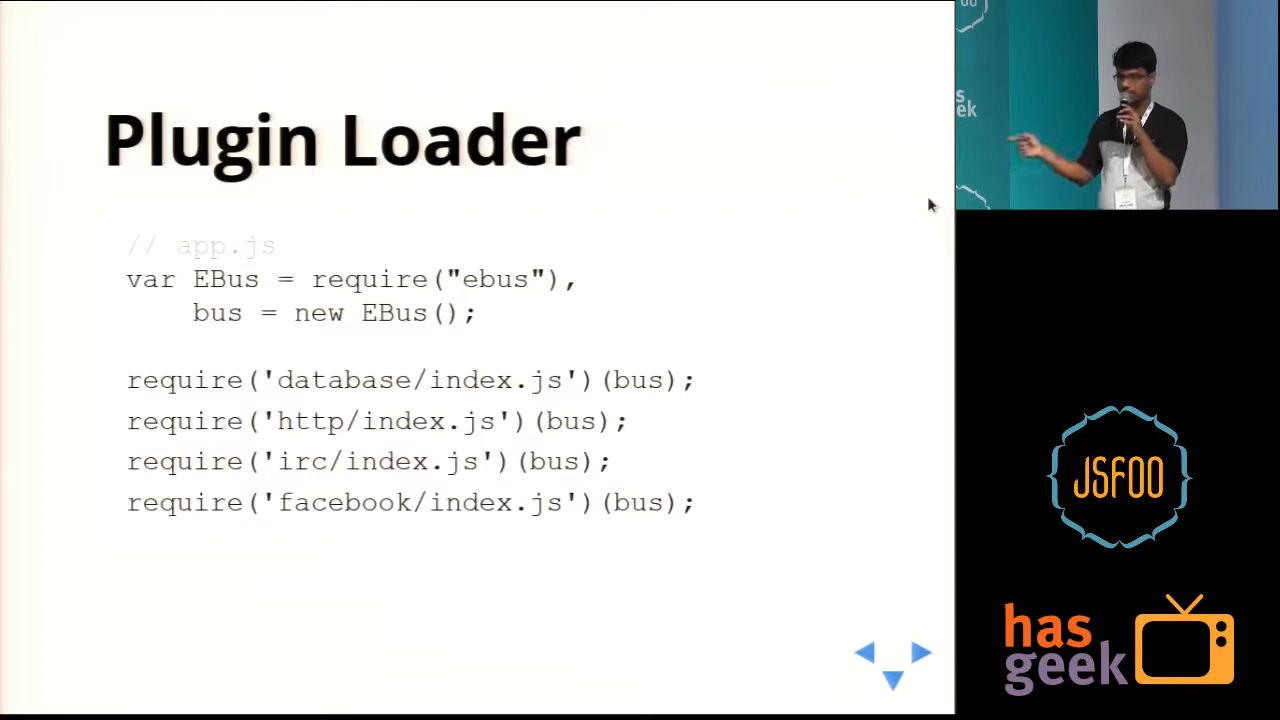 Plugin Loader
// app.js
var EBus = require("ebus"),
    bus = new EBus();
require('database/index.js')(bus);
require('http/index.js')(bus);
require('irc/index.js')(bus);
require('facebook/index.js')(bus);
JSFOO
has
geek